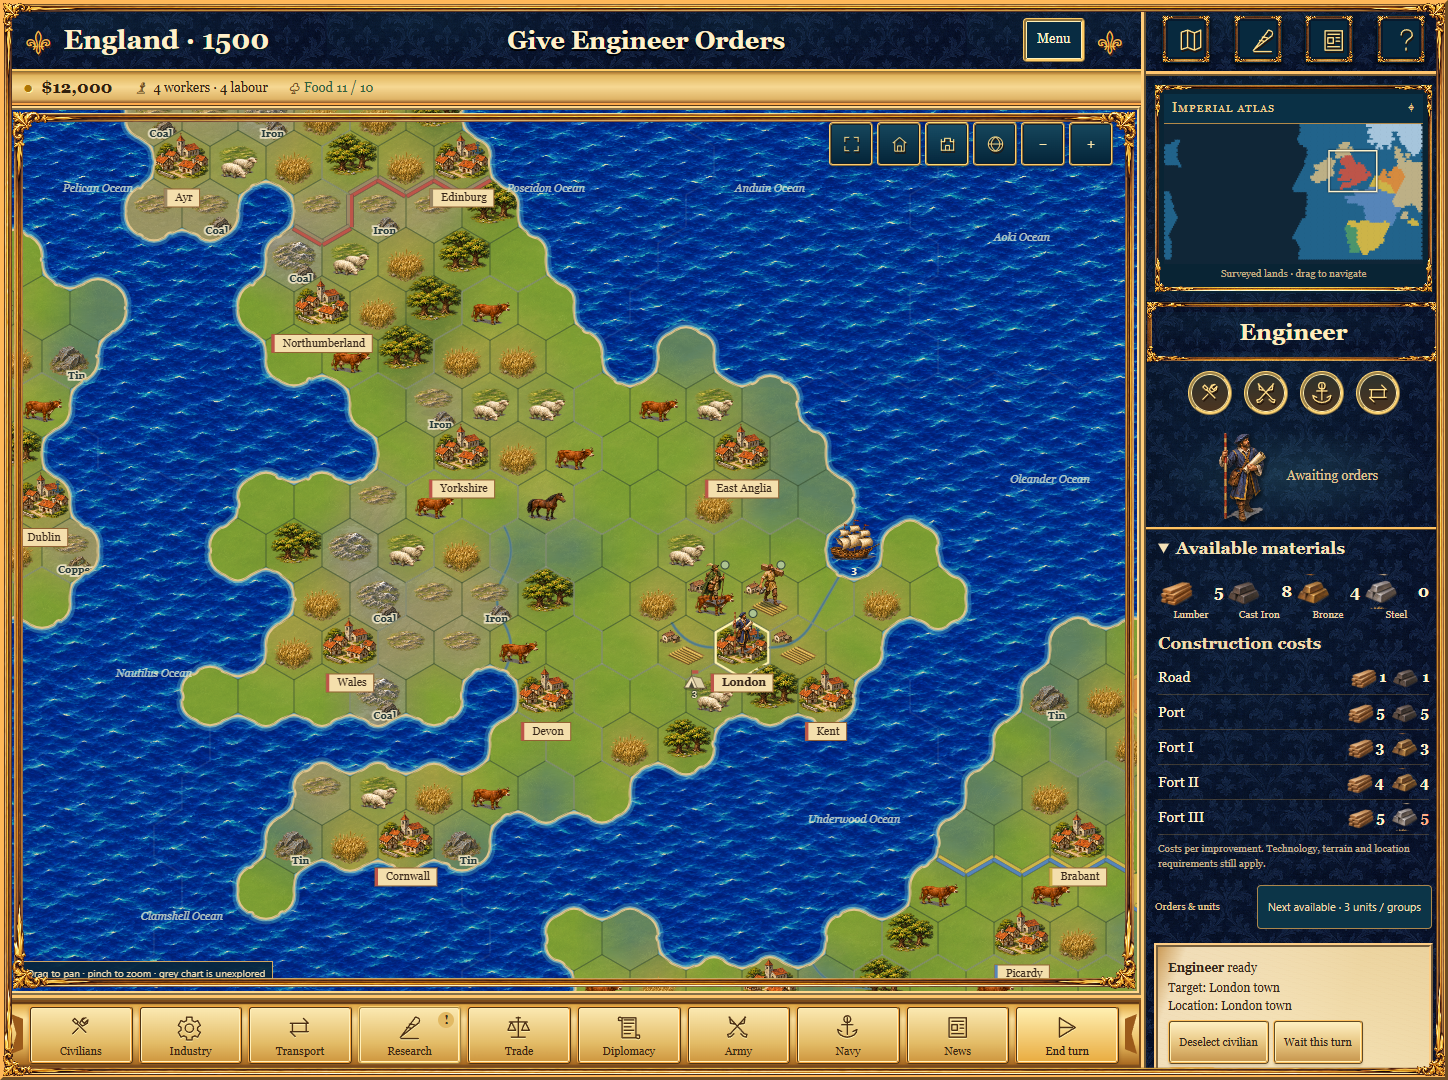 England · 1500
Give Engineer Orders
Menu
$12,000
4 workers · 4 labour
Food 11 / 10
IMPERIAL ATLAS
Surveyed lands · drag to navigate
Engineer
Awaiting orders
▼ Available materials
5
8
4
0
Lumber
Cast Iron
Bronze
Steel
Construction costs
Road 1 1
Port 5 5
Fort I 3 3
Fort II 4 4
Fort III 5 5
Costs per improvement. Technology, terrain and location
requirements still apply.
Orders & units
Next available · 3 units / groups
Engineer ready
Target: London town
Location: London town
Deselect civilian
Wait this turn
Coal
Iron
Pelican Ocean
Ayr
Edinburg
Poseidon Ocean
Anduin Ocean
Coal
Iron
Aoki Ocean
Coal
Northumberland
Tin
Iron
Yorkshire
East Anglia
Oleander Ocean
Dublin
3
Coal
Iron
Nautilus Ocean
Wales
London
3
Coal
Tin
Devon
Kent
Underwood Ocean
Tin
Tin
Cornwall
Brabant
Clamshell Ocean
Picardy
rag to pan · pinch to zoom · grey chart is unexplored
Civilians
Industry
Transport
Research
!
Trade
Diplomacy
Army
Navy
News
End turn